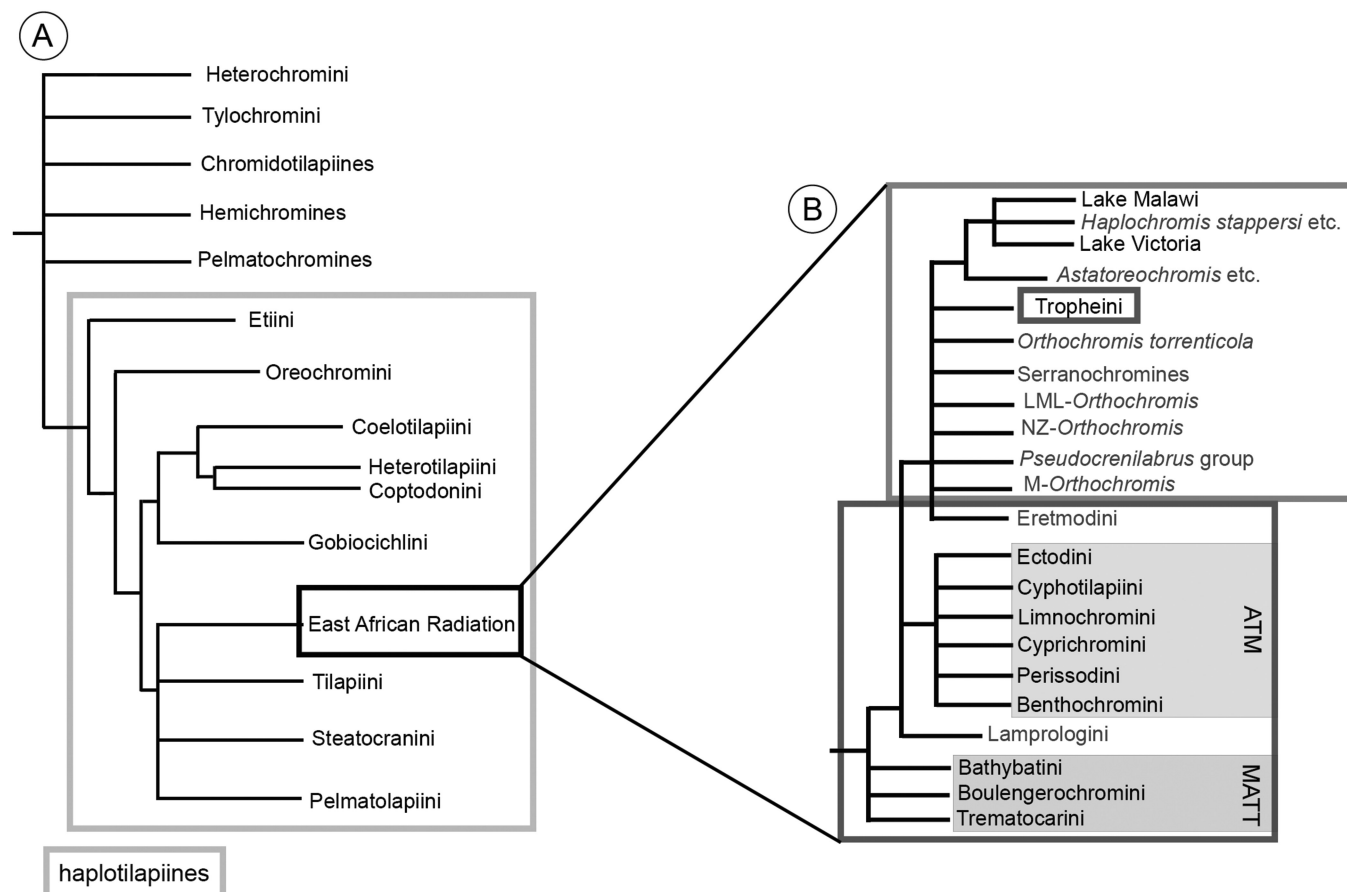 A
Heterochromini
Tylochromini
Chromidotilapiines
Hemichromines
Pelmatochromines
Etiini
Oreochromini
Coelotilapiini
Heterotilapiini
Coptodonini
Gobiocichlini
East African Radiation
Tilapiini
Steatocranini
Pelmatolapiini
haplotilapiines
B
Lake Malawi
Haplochromis stappersi etc.
Lake Victoria
Astatoreochromis etc.
Tropheini
Orthochromis torrenticola
Serranochromines
LML-Orthochromis
NZ-Orthochromis
Pseudocrenilabrus group
M-Orthochromis
Eretmodini
Ectodini
Cyphotilapiini
Limnochromini
Cyprichromini
Perissodini
Benthochromini
ATM
Lamprologini
Bathybatini
Boulengerochromini
Trematocarini
MATT